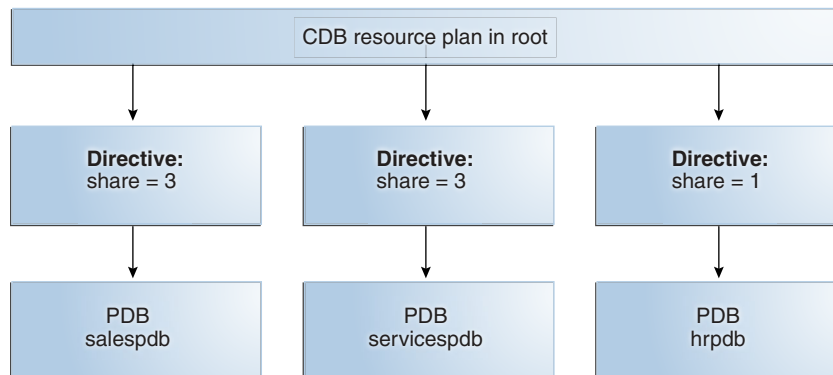 CDB resource plan in root
Directive:
share = 3
Directive:
share = 3
Directive:
share = 1
PDB
salespdb
PDB
servicespdb
PDB
hrpdb